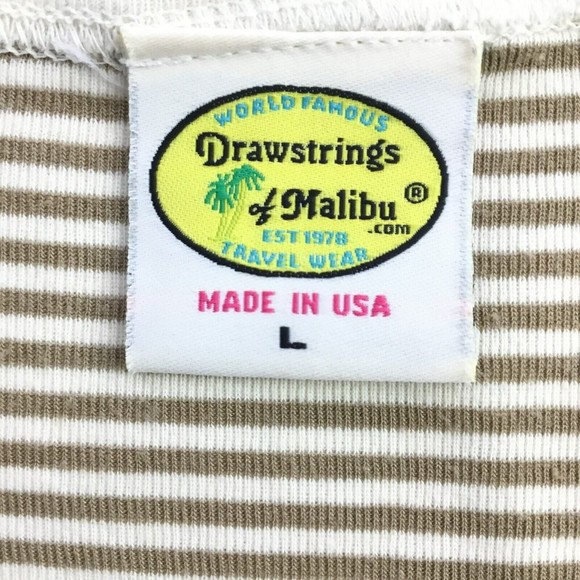 WORLD FAMOUS
Drawstrings
of Malibu®
.COM
EST 1978
TRAVEL WEAR
MADE IN USA
L